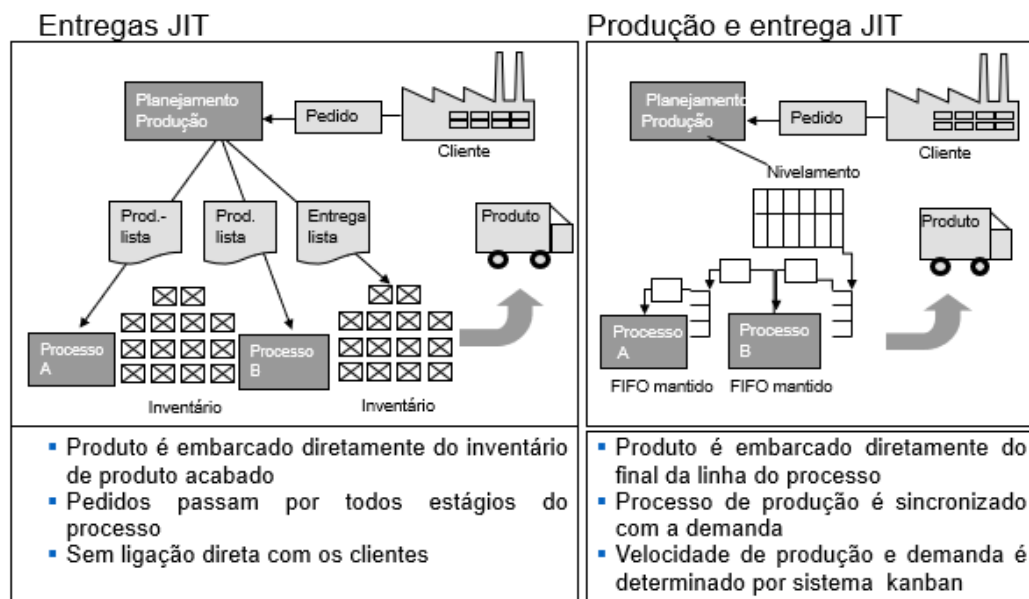 Entregas JIT
Planejamento
Produção
Pedido
Cliente
Prod.-
lista
Prod.
lista
Entrega
lista
Produto
Processo
A
Processo
B
Inventário
Inventário
▪ Produto é embarcado diretamente do inventário
de produto acabado
▪ Pedidos passam por todos estágios do
processo
▪ Sem ligação direta com os clientes
Produção e entrega JIT
Planejamento
Produção
Pedido
Cliente
Nivelamento
Produto
Processo
A
Processo
B
FIFO mantido
FIFO mantido
▪ Produto é embarcado diretamente do
final da linha do processo
▪ Processo de produção é sincronizado
com a demanda
▪ Velocidade de produção e demanda é
determinado por sistema kanban